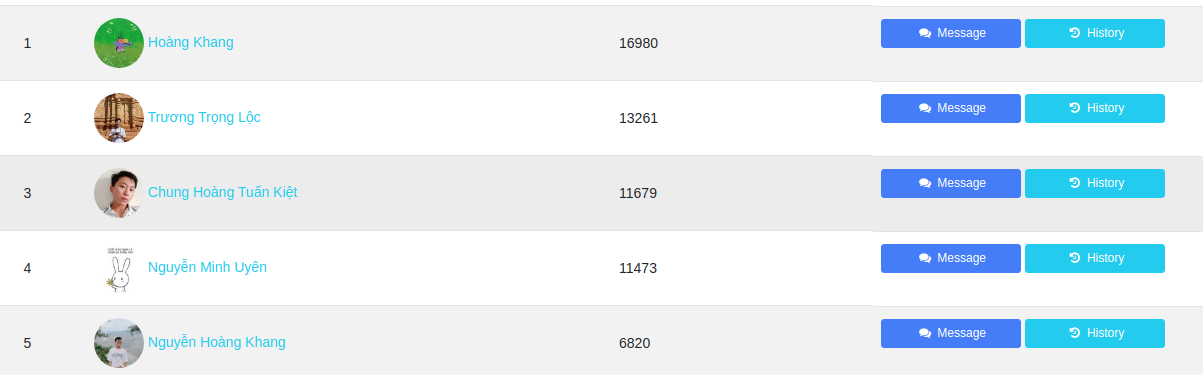 1 Hoàng Khang 16980 Message History
2 Trương Trọng Lộc 13261 Message History
3 Chung Hoàng Tuấn Kiệt 11679 Message History
4 Nguyễn Minh Uyên 11473 Message History
5 Nguyễn Hoàng Khang 6820 Message History